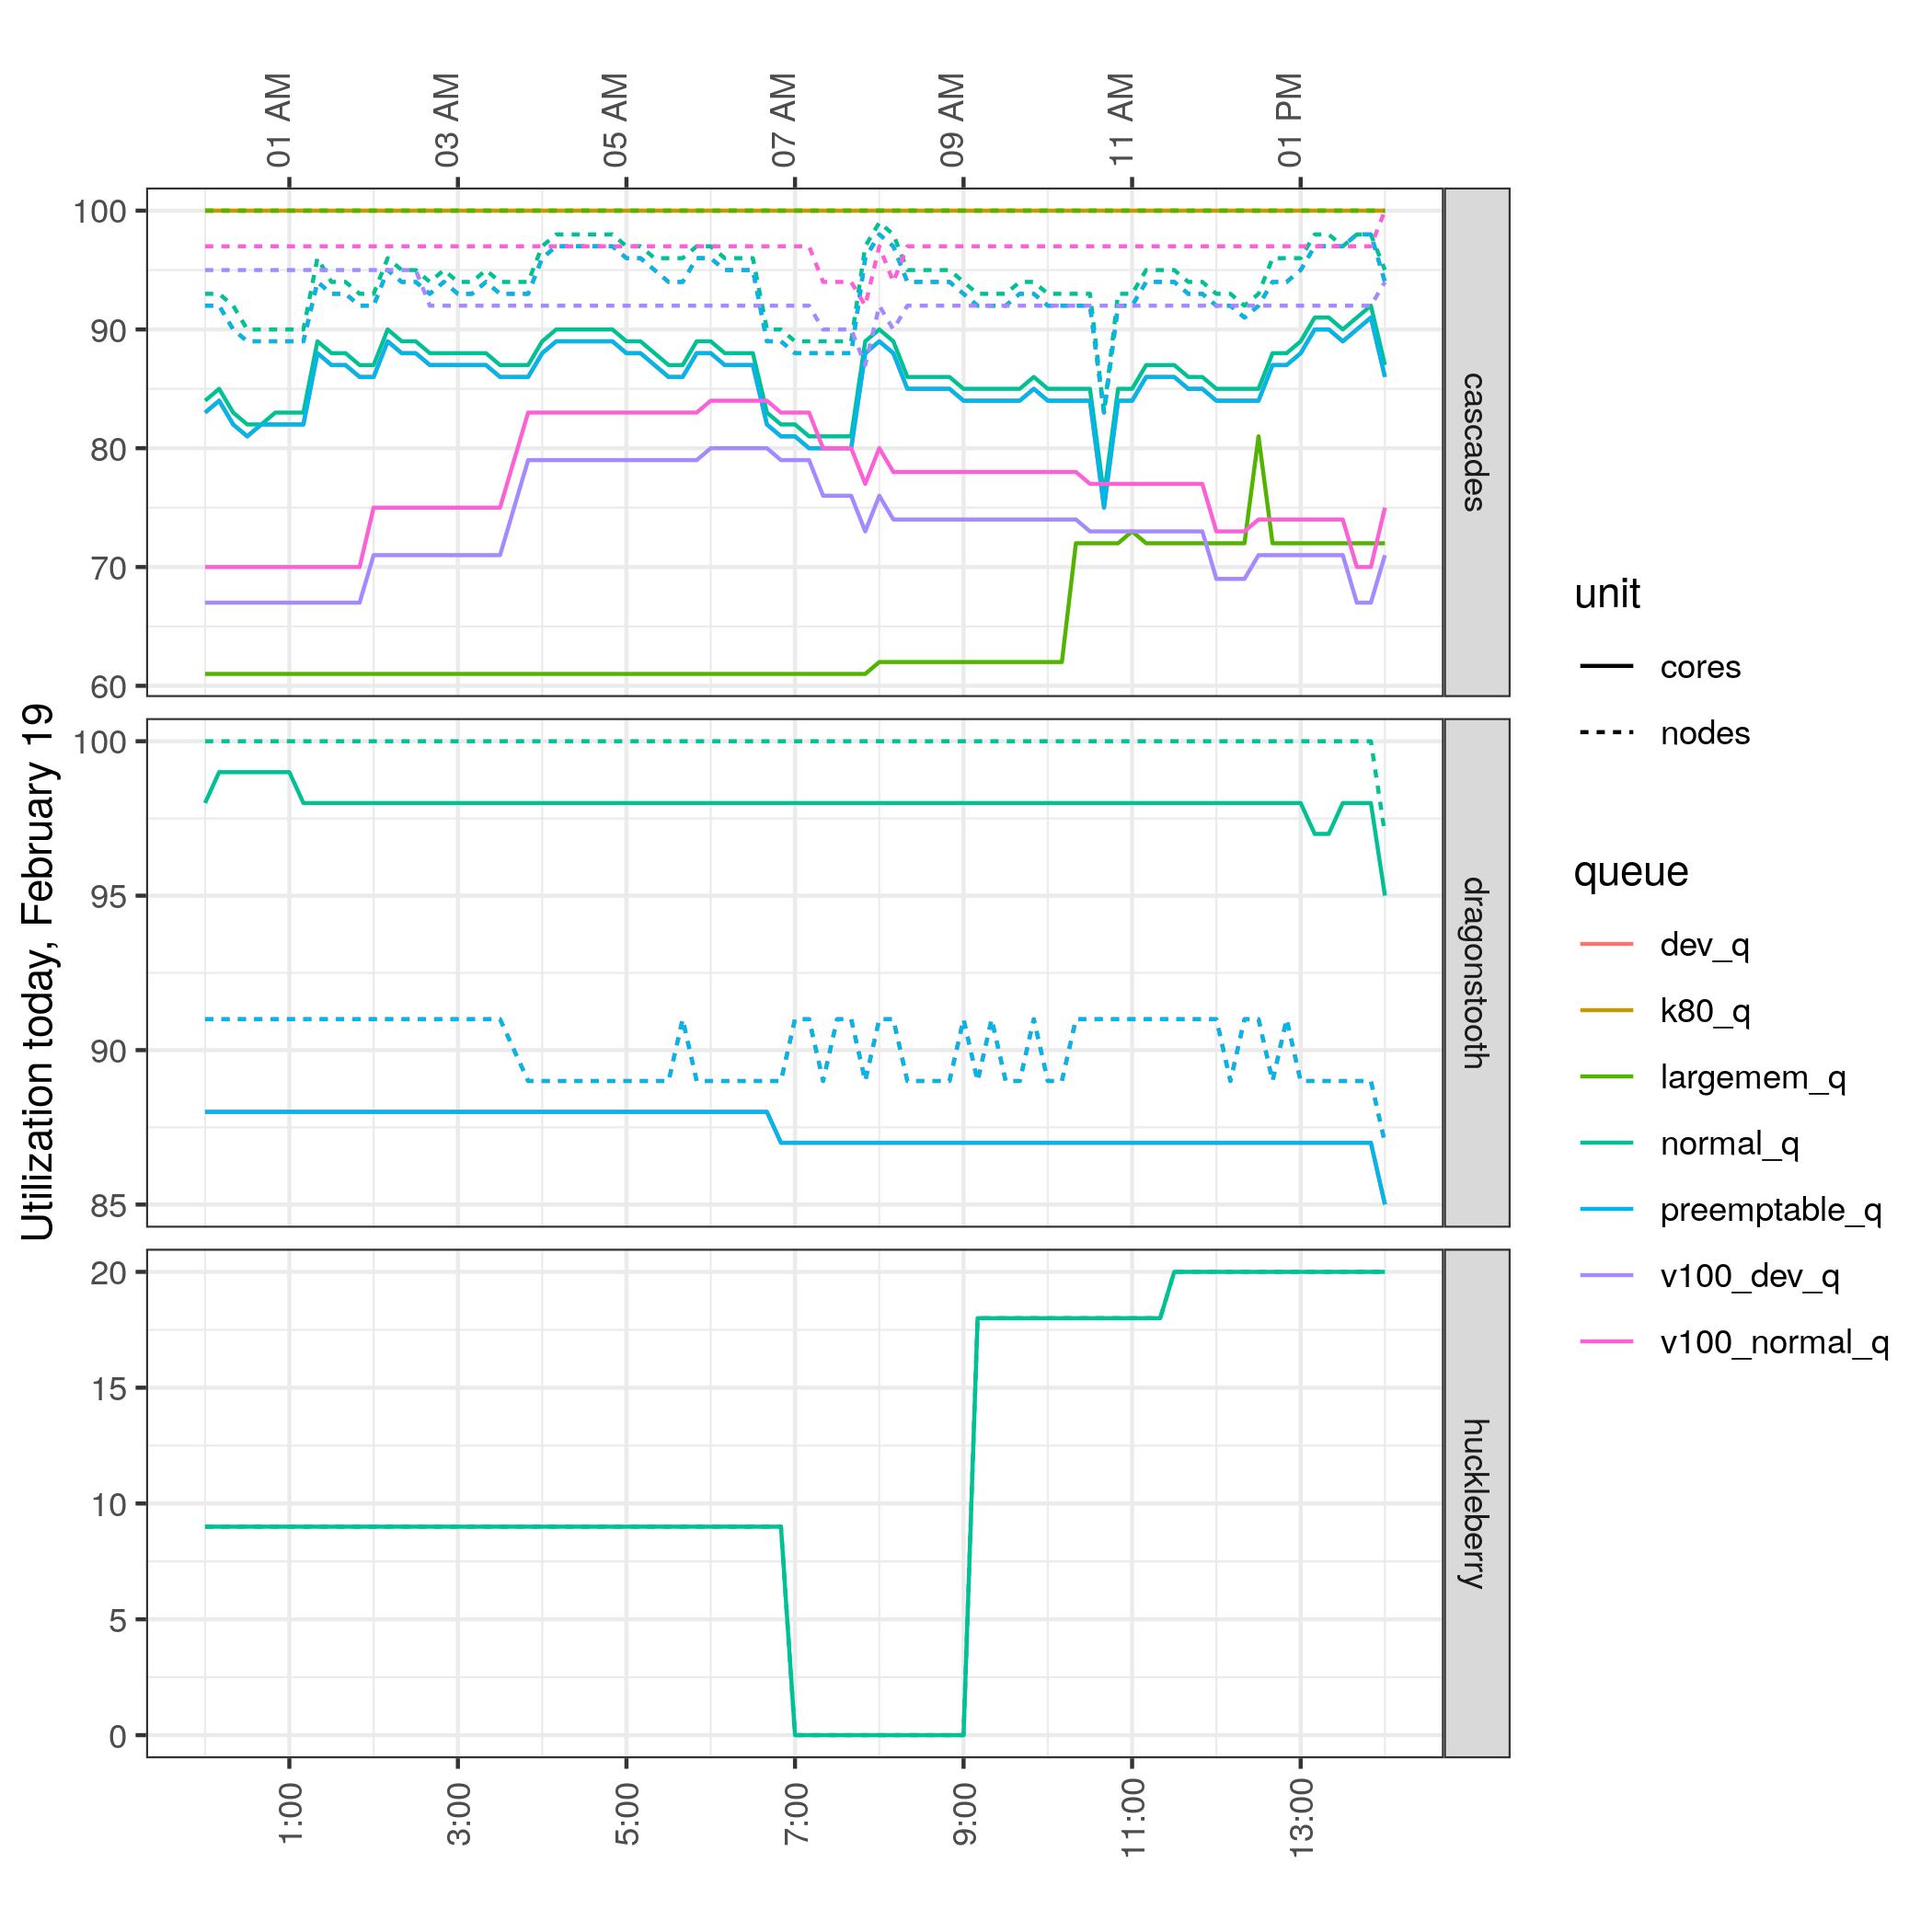 01 AM
03 AM
05 AM
07 AM
09 AM
11 AM
01 PM
Utilization today, February 19
100
90
80
70
60
cascades
100
95
90
85
dragonstooth
20
15
10
5
0
huckleberry
1:00
3:00
5:00
7:00
9:00
11:00
13:00
unit
cores
nodes
queue
dev_q
k80_q
largemem_q
normal_q
preemptable_q
v100_dev_q
v100_normal_q